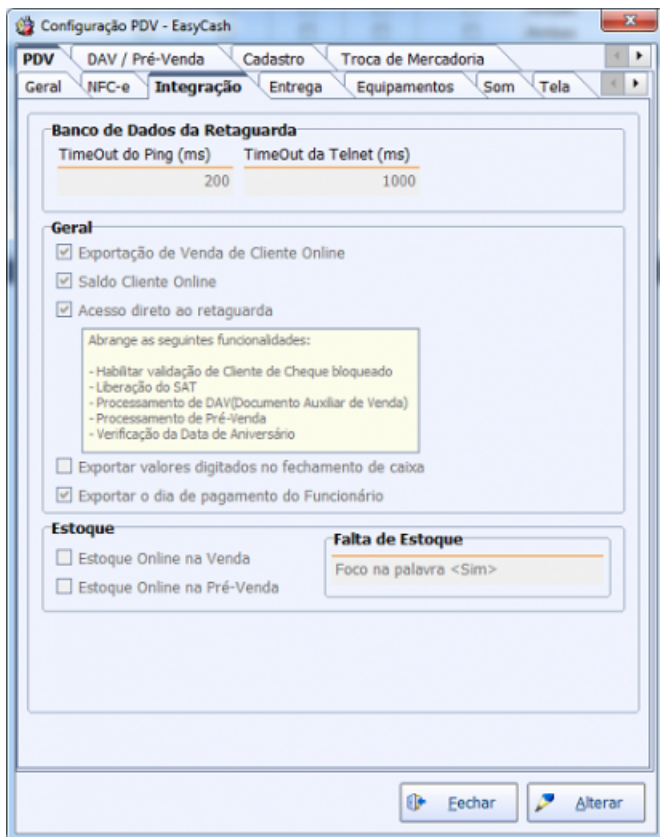 Configuração PDV - EasyCash
PDV DAV / Pré-Venda Cadastro Troca de Mercadoria
Geral NFC-e Integração Entrega Equipamentos Som Tela
Banco de Dados da Retaguarda
TimeOut do Ping (ms) TimeOut da Telnet (ms)
200 1000
Geral
Exportação de Venda de Cliente Online
Saldo Cliente Online
Acesso direto ao retaguarda
Abrange as seguintes funcionalidades:
- Habilitar validação de Cliente de Cheque bloqueado
- Liberação do SAT
- Processamento de DAV(Documento Auxiliar de Venda)
- Processamento de Pré-Venda
- Verificação da Data de Aniversário
Exportar valores digitados no fechamento de caixa
Exportar o dia de pagamento do Funcionário
Estoque
Estoque Online na Venda
Estoque Online na Pré-Venda
Falta de Estoque
Foco na palavra <Sim>
Fechar Alterar